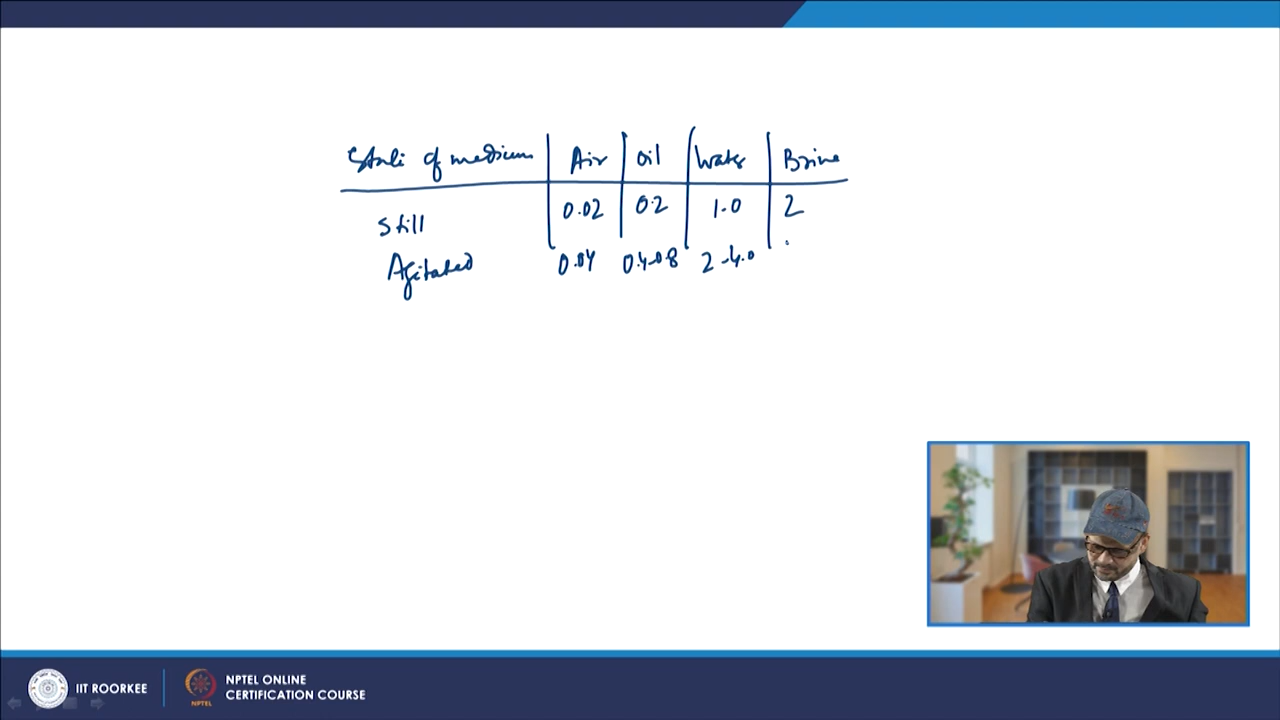 State of medium Air Oil Water Brine
Still 0.02 0.2 1.0 2
Agitated 0.04 0.4-0.8 2-4.0
IIT ROORKEE
NPTEL
NPTEL ONLINE
CERTIFICATION COURSE